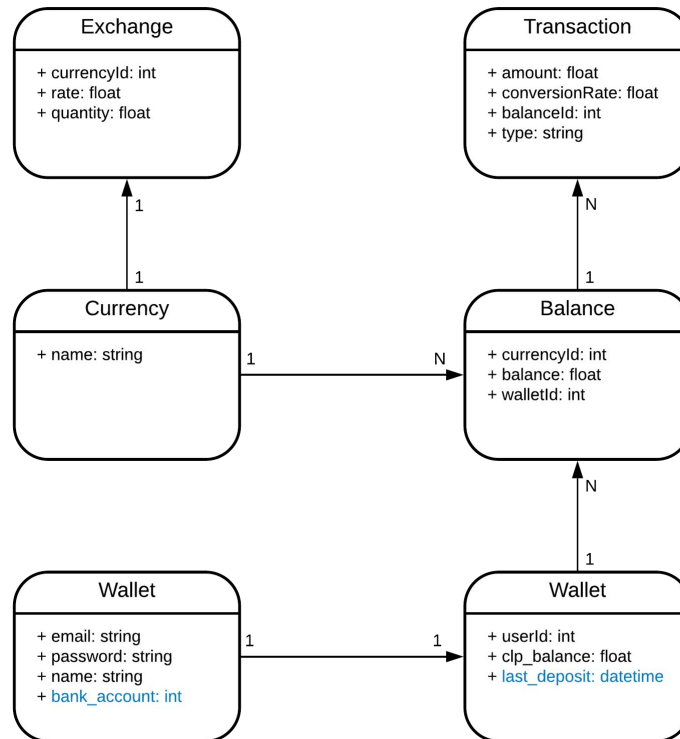 Exchange
+ currencyId: int
+ rate: float
+ quantity: float
Transaction
+ amount: float
+ conversionRate: float
+ balanceId: int
+ type: string
1
N
1
1
Currency
+ name: string
Balance
+ currencyId: int
+ balance: float
+ walletId: int
1
N
N
1
Wallet
+ email: string
+ password: string
+ name: string
+ bank_account: int
Wallet
+ userId: int
+ clp_balance: float
+ last_deposit: datetime
1
1